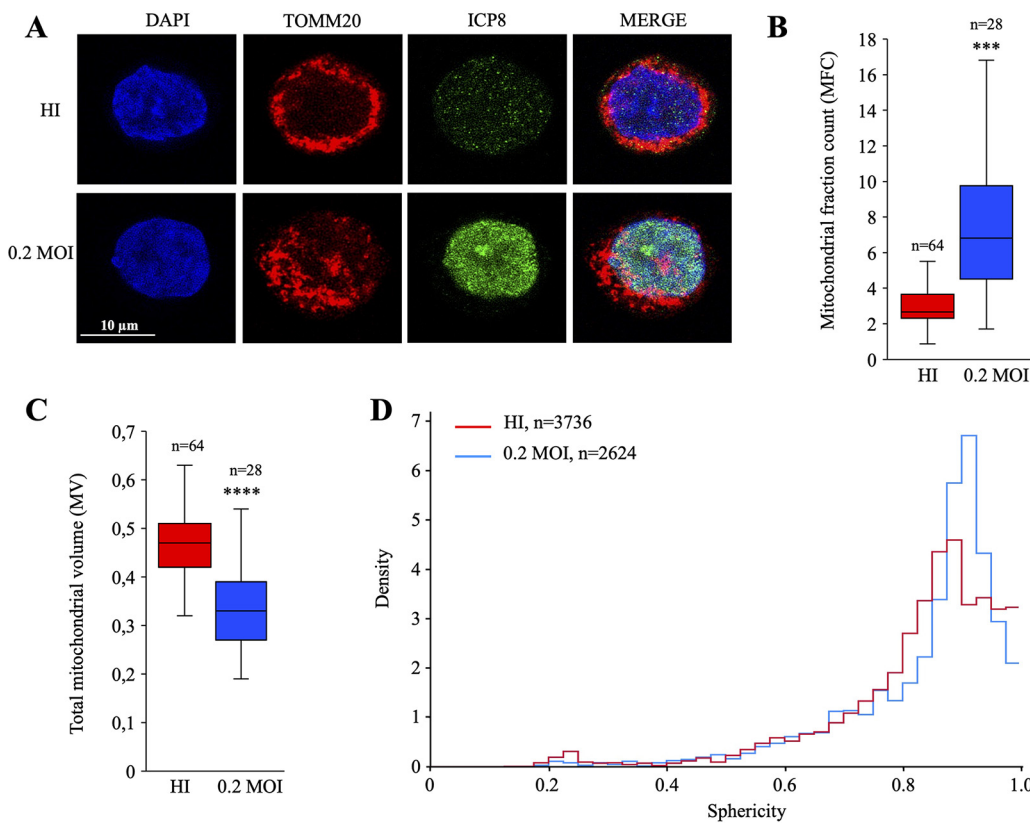 A
DAPI
TOMM20
ICP8
MERGE
HI
0.2 MOI
10 µm
B
Mitochondrial fraction count (MFC)
18
16
14
12
10
8
6
4
2
0
n=28
***
n=64
HI
0.2 MOI
C
Total mitochondrial volume (MV)
0,7
0,6
0,5
0,4
0,3
0,2
0,1
0
n=64
n=28
****
HI
0.2 MOI
D
HI, n=3736
0.2 MOI, n=2624
Density
7
6
5
4
3
2
1
0
0
0.2
0.4
0.6
0.8
1.0
Sphericity